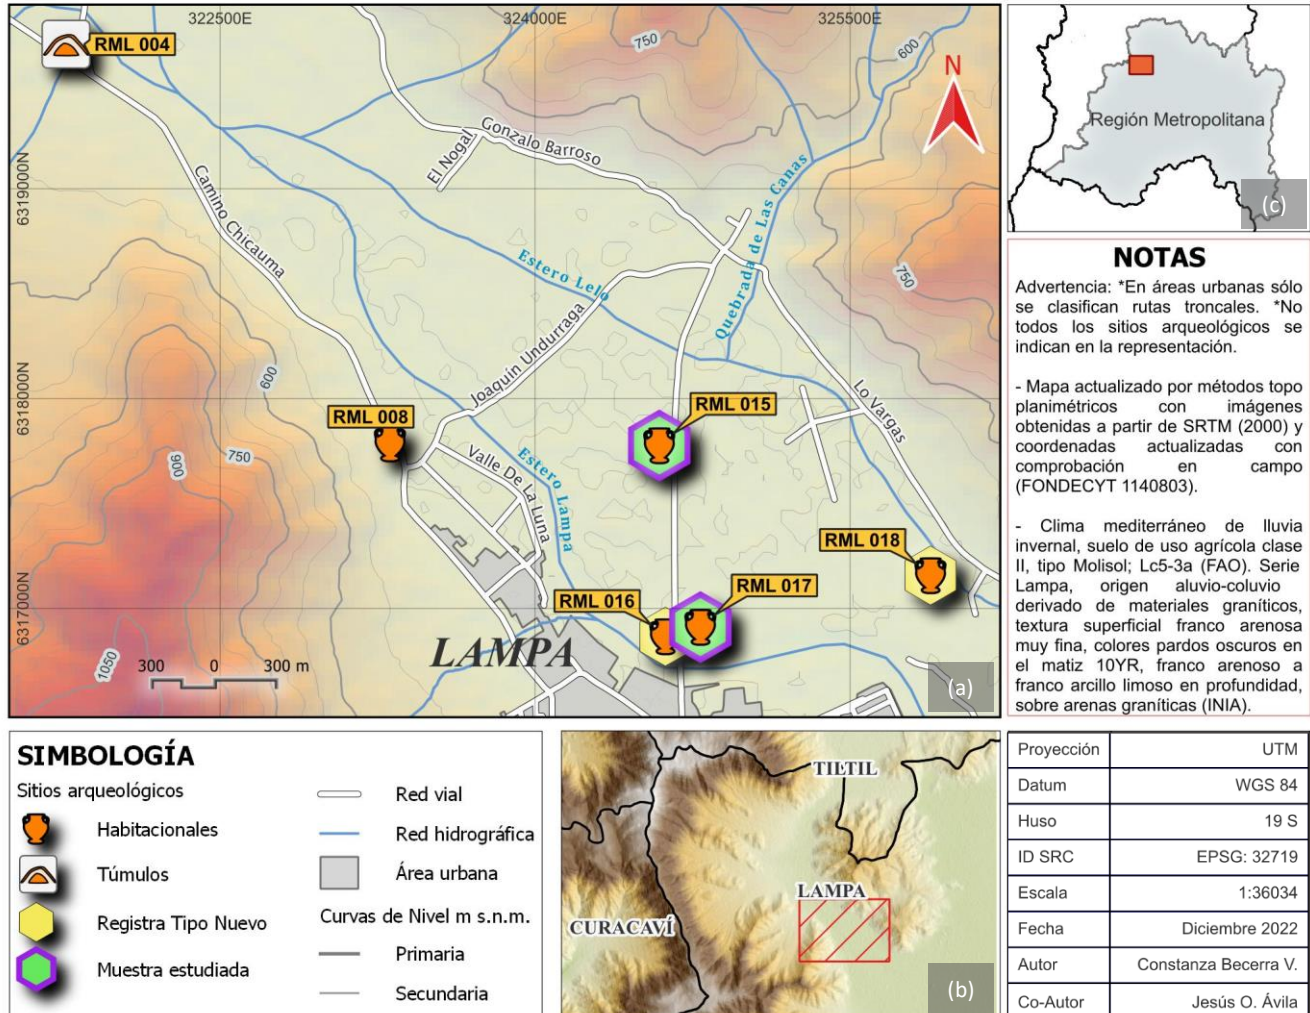 322500E
324000E
325500E
RML 004
750
600
N
Gonzalo Barroso
El Nogal
6319000N
Camino Chicauma
Quebrada de Las Canas
Estero Lelo
750
Joaquín Undurraga
6318000N
600
Lo Vargas
RML 015
RML 008
750
900
Valle De La Luna
Estero Lampa
RML 018
RML 016
RML 017
6317000N
LAMPA
1050
300 0 300 m
(a)
Región Metropolitana
(c)
NOTAS
Advertencia: *En áreas urbanas sólo
se clasifican rutas troncales. *No
todos los sitios arqueológicos se
indican en la representación.
- Mapa actualizado por métodos topo
planimétricos con imágenes
obtenidas a partir de SRTM (2000) y
coordenadas actualizadas con
comprobación en campo
(FONDECYT 1140803).
- Clima mediterráneo de lluvia
invernal, suelo de uso agrícola clase
II, tipo Molisol; Lc5-3a (FAO). Serie
Lampa, origen aluvio-coluvio
derivado de materiales graníticos,
textura superficial franco arenosa
muy fina, colores pardos oscuros en
el matiz 10YR, franco arenoso a
franco arcillo limoso en profundidad,
sobre arenas graníticas (INIA).
SIMBOLOGÍA
Sitios arqueológicos
Habitacionales
Túmulos
Registra Tipo Nuevo
Muestra estudiada
Red vial
Red hidrográfica
Área urbana
Curvas de Nivel m s.n.m.
Primaria
Secundaria
TILTIL
LAMPA
CURACAVÍ
(b)
Proyección UTM
Datum WGS 84
Huso 19 S
ID SRC EPSG: 32719
Escala 1:36034
Fecha Diciembre 2022
Autor Constanza Becerra V.
Co-Autor Jesús O. Ávila